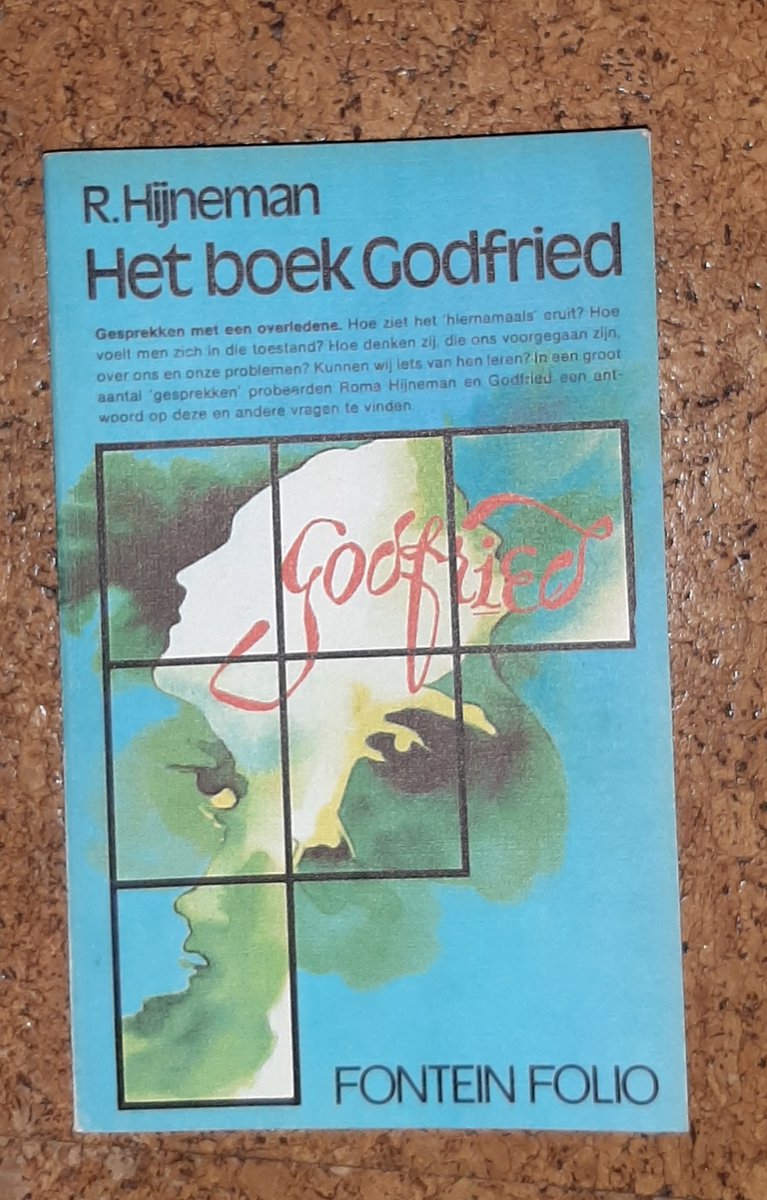 R. Hijneman
Het boek Godfried
Gesprekken met een overledene. Hoe ziet het 'hiernamaals' eruit? Hoe
voelt men zich in die toestand? Hoe denken zij, die ons voorgegaan zijn,
over ons en onze problemen? Kunnen wij iets van hen leren? In een groot
aantal 'gesprekken' probeerden Roma Hijneman en Godfried een ant-
woord op deze en andere vragen te vinden.
Godfried
FONTEIN FOLIO